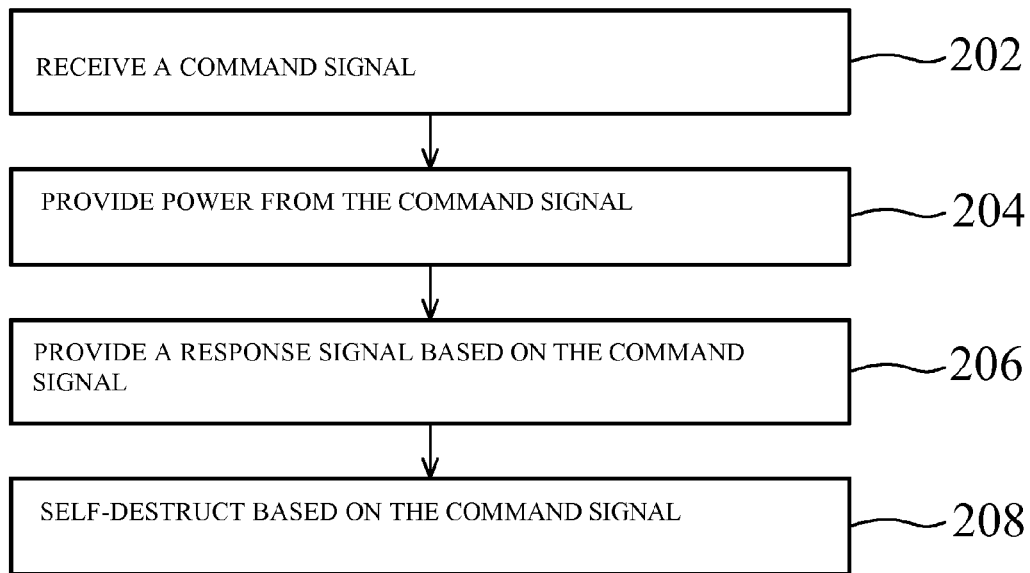 RECEIVE A COMMAND SIGNAL
202
PROVIDE POWER FROM THE COMMAND SIGNAL
204
PROVIDE A RESPONSE SIGNAL BASED ON THE COMMAND
SIGNAL
206
SELF-DESTRUCT BASED ON THE COMMAND SIGNAL
208